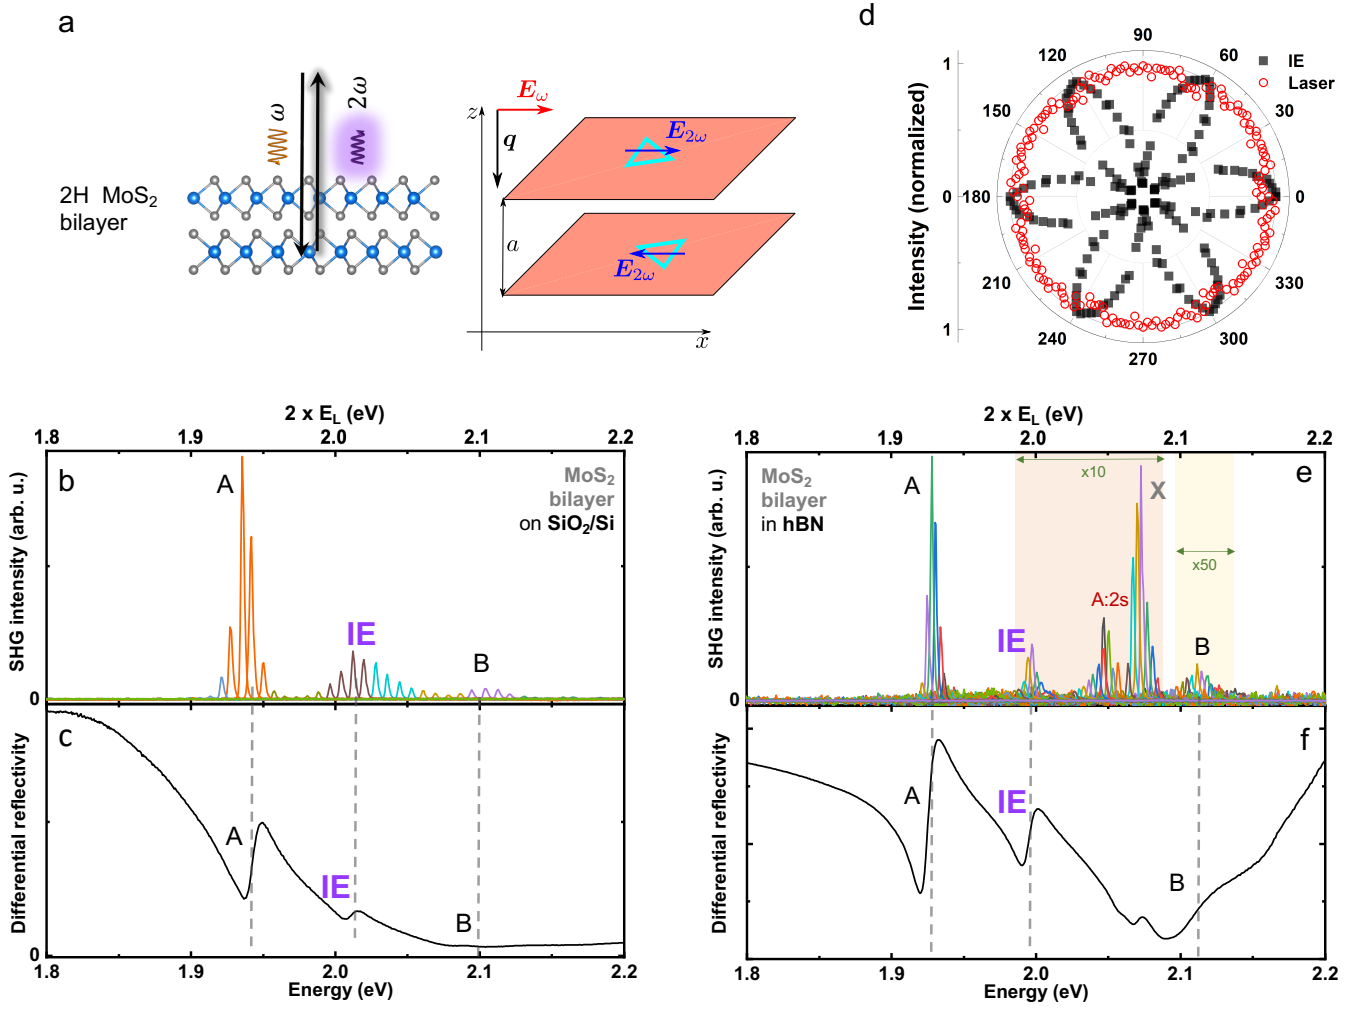 a
ω
2ω
2H MoS₂
bilayer
z
E_ω
q
E_2ω
a
E_2ω
x
d
90
120
60
150
30
180
0
210
330
240
300
270
IE
Laser
Intensity (normalized)
1
0
1
2 x E_L (eV)
1.8
1.9
2.0
2.1
2.2
b
A
IE
B
MoS₂
bilayer
on SiO₂/Si
SHG intensity (arb. u.)
0
c
A
IE
B
Differential reflectivity
0
1.8
1.9
2.0
2.1
2.2
Energy (eV)
2 x E_L (eV)
1.8
1.9
2.0
2.1
2.2
e
MoS₂
bilayer
in hBN
A
x10
X
x50
A:2s
IE
B
SHG intensity (arb. u.)
0
f
A
IE
B
Differential reflectivity
1.8
1.9
2.0
2.1
2.2
Energy (eV)